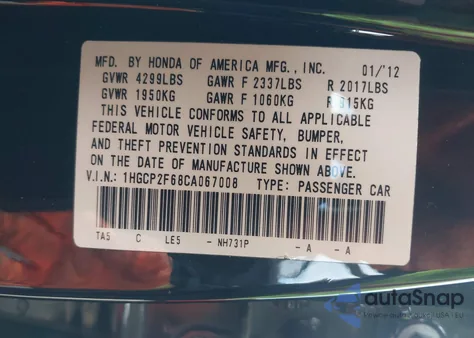 MFD. BY HONDA OF AMERICA MFG.,INC. 01/'12
GVWR 4299LBS GAWR F 2337LBS R 2017LBS
GVWR 1950KG GAWR F 1060KG R 915KG
THIS VEHICLE CONFORMS TO ALL APPLICABLE
FEDERAL MOTOR VEHICLE SAFETY, BUMPER,
AND THEFT PREVENTION STANDARDS IN EFFECT
ON THE DATE OF MANUFACTURE SHOWN ABOVE.
V.I.N.: 1HGCP2F68CA067008 TYPE: PASSENGER CAR
TA5 C LE5 - NH731P - A - A
autoSnap